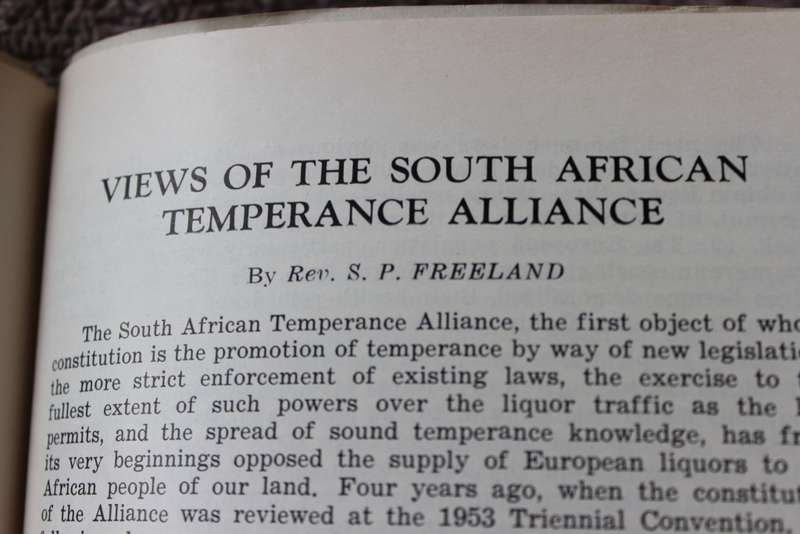 VIEWS OF THE SOUTH AFRICAN
TEMPERANCE ALLIANCE
By Rev. S. P. FREELAND
The South African Temperance Alliance, the first object of who
constitution is the promotion of temperance by way of new legislati
the more strict enforcement of existing laws, the exercise to
fullest extent of such powers over the liquor traffic as the
permits, and the spread of sound temperance knowledge, has fr
its very beginnings opposed the supply of European liquors to
African people of our land. Four years ago, when the constitut
of the Alliance was reviewed at the 1953 Triennial Convention,